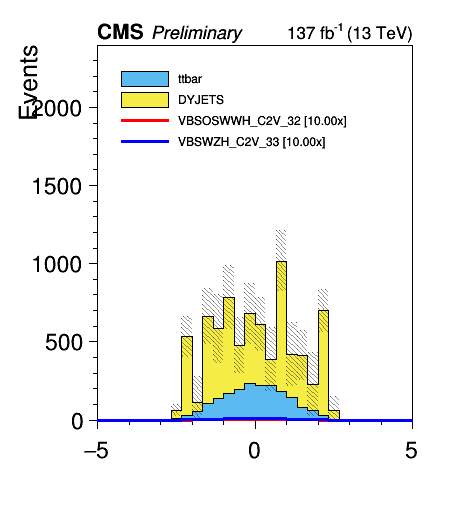 CMS Preliminary 137 fb⁻¹ (13 TeV)
Events
ttbar
DYJETS
VBSOSWWH_C2V_32 [10.00x]
VBSWZH_C2V_33 [10.00x]
2000
1500
1000
500
0
−5 0 5